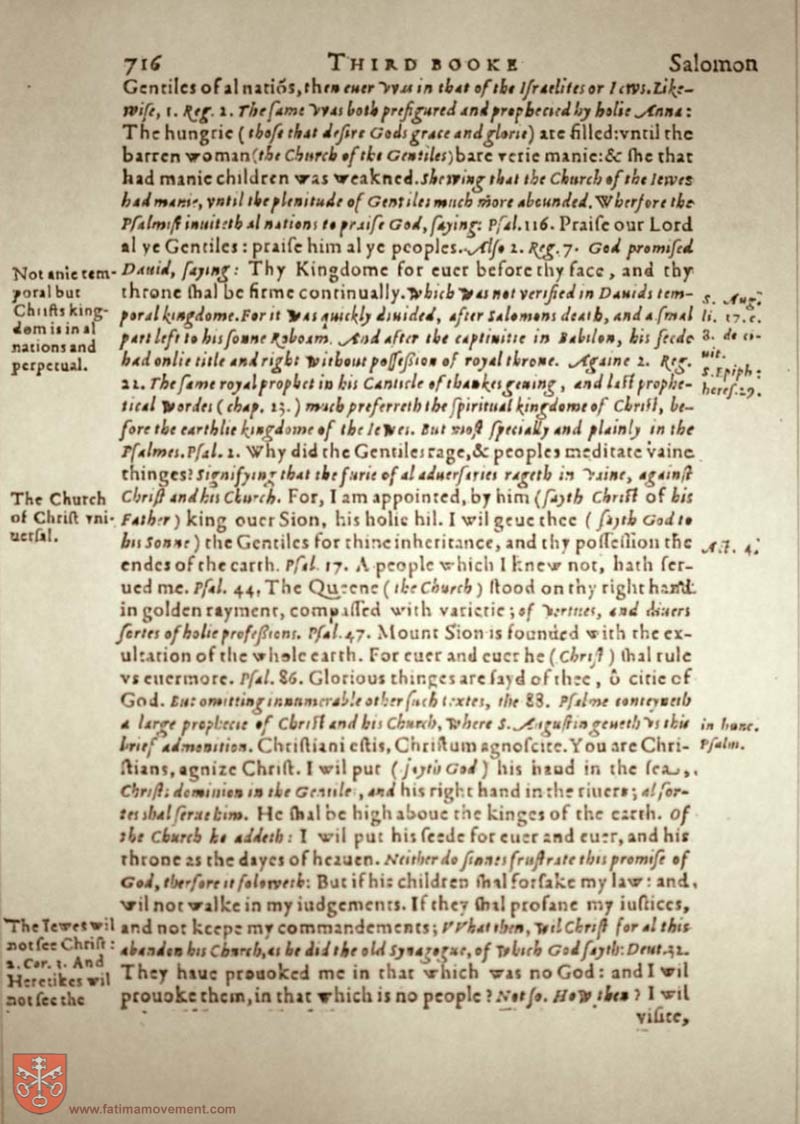 716 THIRD BOOKE Salomon
Gentiles of al natiōs, then euer was in that of the Israelites or Iews. Like-
wise, 1. Reg. 2. The same was both prefigured and prophecied by holie Anna:
The hungrie (those that desire Gods grace and glorie) are filled: vntil the
barren woman (the Church of the Gentiles) bare verie manie: & she that
had manie children was weakned. Shewing that the Church of the Iewes
had manie, vntil the plenitude of Gentiles much more abounded. Wherfore the
Psalmist inuiteth al nations to praise God, saying: Psal. 116. Praise our Lord
al ye Gentiles: praise him al ye peoples. Also 2. Reg. 7. God promised
Dauid, saying: Thy Kingdome for euer before thy face, and thy
throne shal be firme continually. Which was not verified in Dauids tem-
poral kingdome. For it was quickly diuided, after Salomons death, and a smal
part left to his sonne Roboam. And after the captiuitie in Babilon, his seede
had onlie title and right without possession of royal throne. Againe 2. Reg.
22. The same royal prophet in his Canticle of thankesgeuing, and last prophe-
tical wordes (chap. 23.) much preferreth the spiritual kingdome of Christ, be-
fore the earthlie kingdome of the Iewes. But most specially and plainly in the
Psalmes. Psal. 2. Why did the Gentiles rage, & peoples meditate vaine
thinges? Signifying that the furie of al aduersaries rageth in vaine, against
Christ and his Church. For, I am appointed, by him (sayth Christ of his
Father) king ouer Sion, his holie hil. I wil geue thee (sayth God to
his Sonne) the Gentiles for thine inheritance, and thy possession the
endes of the earth. Psal. 17. A people which I knew not, hath ser-
ued me. Psal. 44. The Queene (the Church) stood on thy right hand
in golden rayment, compassed with varietie; of vertues, and diuers
sortes of holie professions. Psal. 47. Mount Sion is founded with the ex-
ultation of the whole earth. For euer and euer he (Christ) shal rule
vs euermore. Psal. 86. Glorious thinges are sayd of thee, ô citie of
God. But omitting innumerable other such textes, the 88. Psalme conteyneth
a large prophecie of Christ and his Church, where S. Augustin geueth vs this
brief admonition. Christiani estis, Christum agnoscite. You are Chri-
stians, agnize Christ. I wil put (sayth God) his hand in the sea,
Christs dominion in the Gentile, and his right hand in the riuers; al sor-
tes shal serue him. He shal be high aboue the kinges of the earth. Of
the Church he addeth: I wil put his seede for euer and euer, and his
throne as the dayes of heauen. Neither do sinnes frustrate this promise of
God, therfore it foloweth: But if his children shal forsake my law: and
wil not walke in my iudgements. If they shal profane my iustices,
and not keepe my commandements; VVhat then, wil Christ for al this
abandon his Church, as he did the old Synagogue, of which God sayth: Deut. 32.
They haue prouoked me in that which was no God: and I wil
prouoke them, in that which is no people? Not so. How then? I wil
visite,
Not anie tem-
poral but
Christs king-
dom is in al
nations and
perpetual.
The Church
of Christ vni-
uersal.
The Iewes wil
not see Christ:
2. Cor. 3. And
Heretikes wil
not see the
S. Aug.
li. 17. c.
8. de ci-
uit.
S. Epiph:
heres. 29.
Act. 4.
in hunc.
Psalm.
www.fatimamovement.com